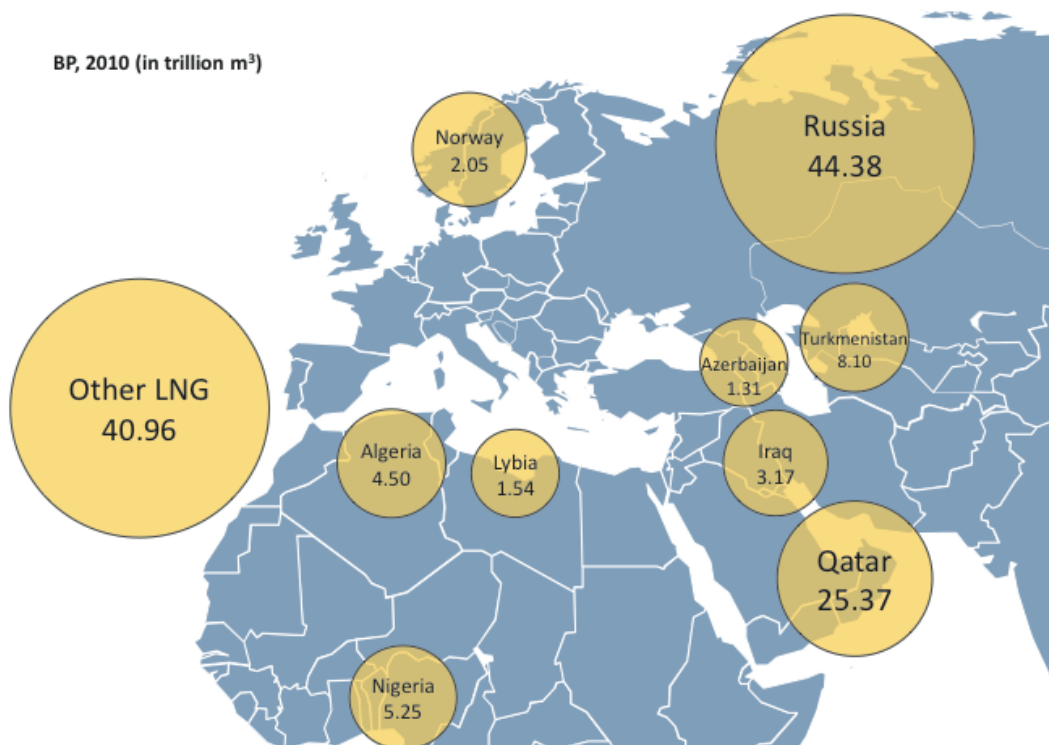 BP, 2010 (in trillion m³)
Norway
2.05
Russia
44.38
Other LNG
40.96
Turkmenistan
8.10
Azerbaijan
1.31
Algeria
4.50
Lybia
1.54
Iraq
3.17
Qatar
25.37
Nigeria
5.25